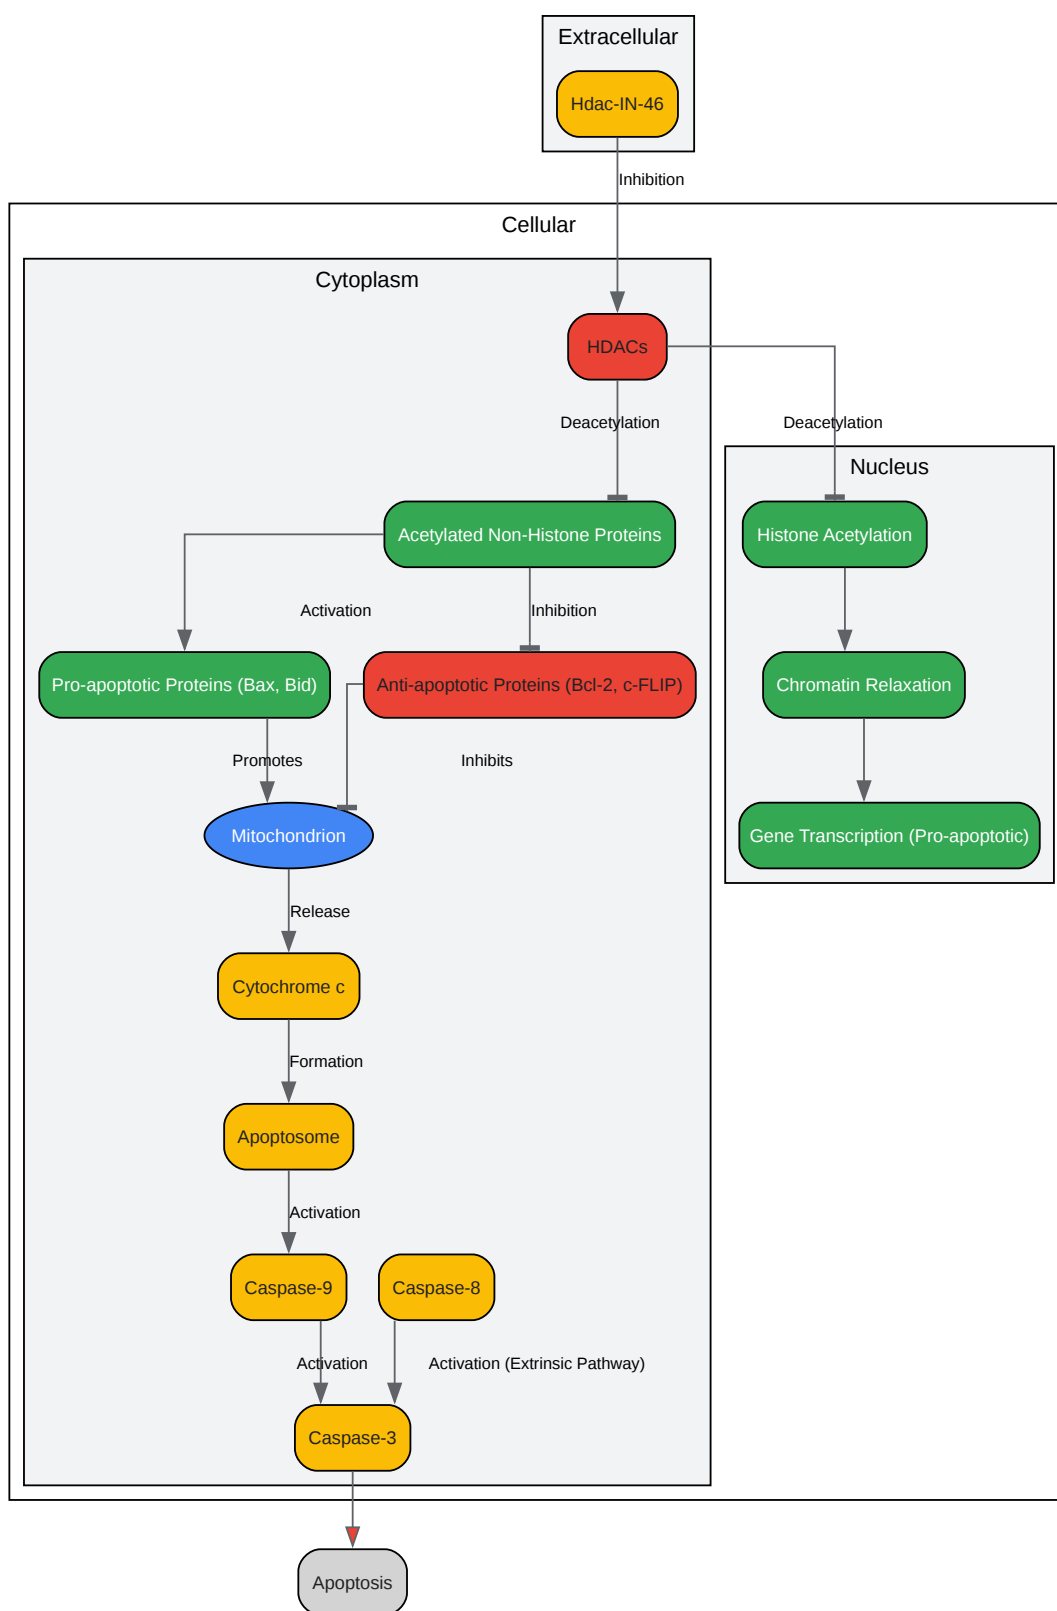 Extracellular
Hdac-IN-46
Inhibition
Cellular
Cytoplasm
HDACs
Deacetylation
Deacetylation
Nucleus
Acetylated Non-Histone Proteins
Histone Acetylation
Activation
Inhibition
Pro-apoptotic Proteins (Bax, Bid)
Anti-apoptotic Proteins (Bcl-2, c-FLIP)
Chromatin Relaxation
Promotes
Inhibits
Mitochondrion
Gene Transcription (Pro-apoptotic)
Release
Cytochrome c
Formation
Apoptosome
Activation
Caspase-9
Caspase-8
Activation
Activation (Extrinsic Pathway)
Caspase-3
Apoptosis